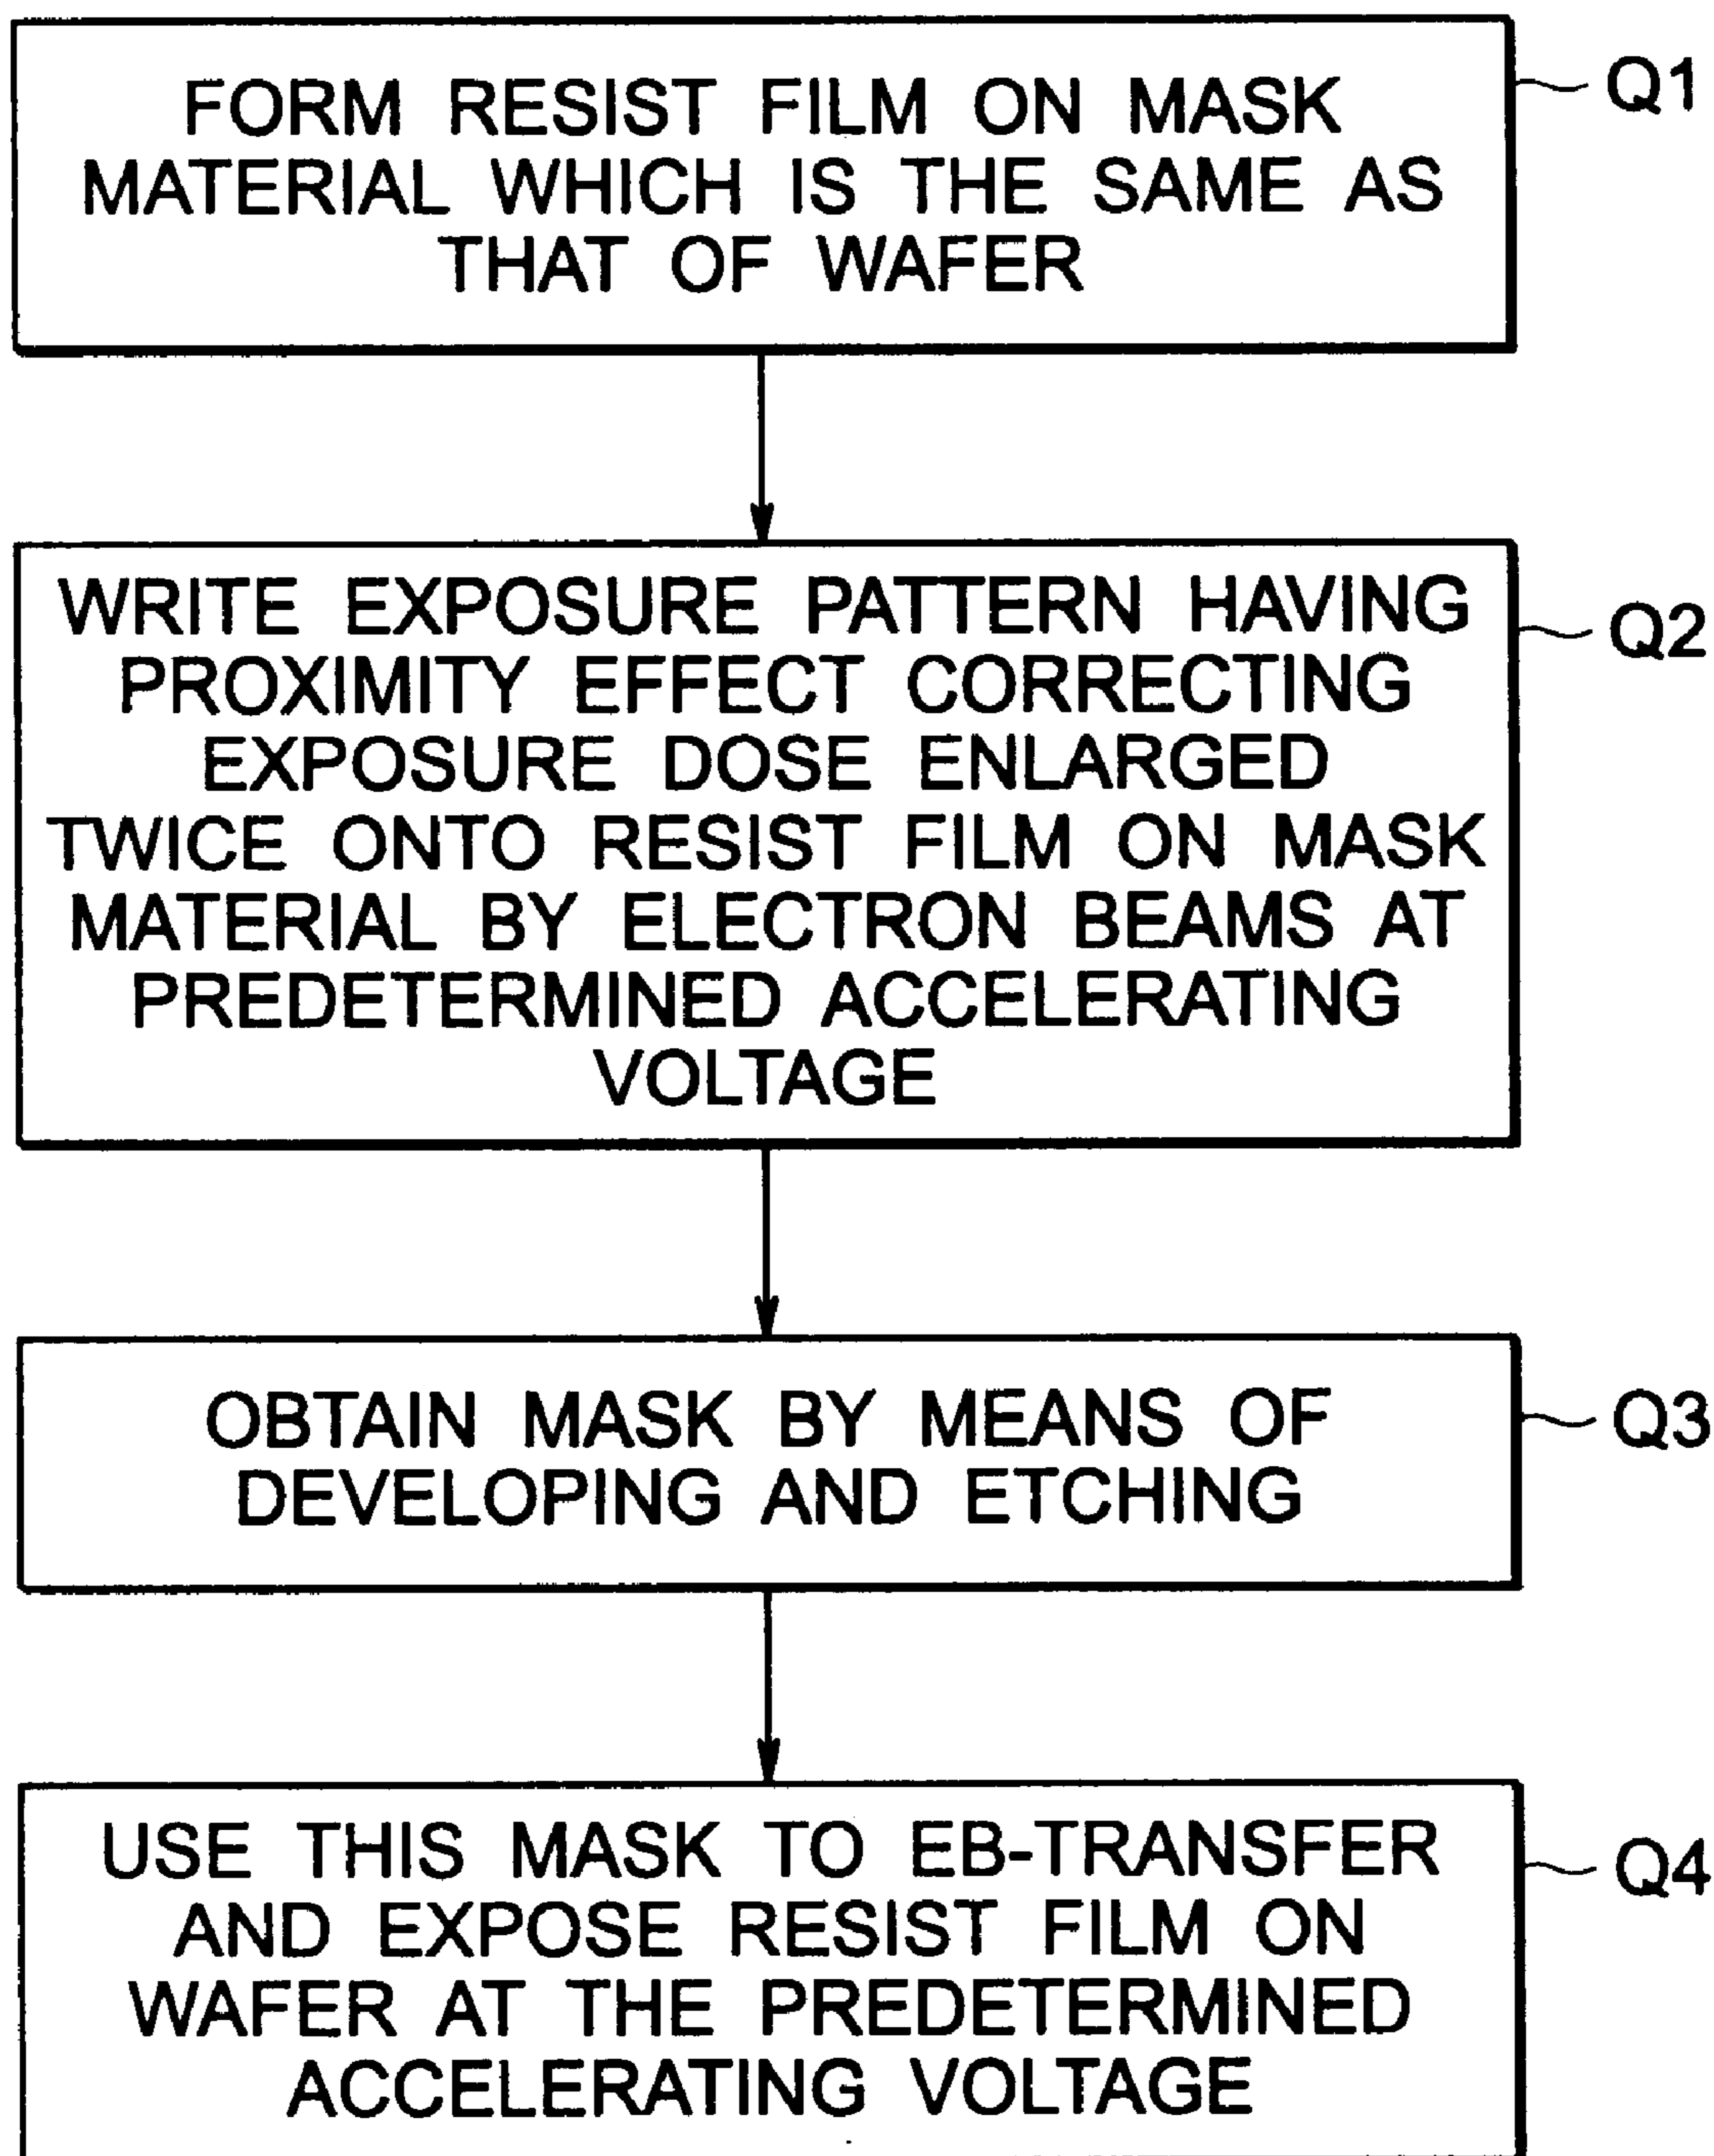 FORM RESIST FILM ON MASK
MATERIAL WHICH IS THE SAME AS
THAT OF WAFER
Q1
WRITE EXPOSURE PATTERN HAVING
PROXIMITY EFFECT CORRECTING
EXPOSURE DOSE ENLARGED
TWICE ONTO RESIST FILM ON MASK
MATERIAL BY ELECTRON BEAMS AT
PREDETERMINED ACCELERATING
VOLTAGE
Q2
OBTAIN MASK BY MEANS OF
DEVELOPING AND ETCHING
Q3
USE THIS MASK TO EB-TRANSFER
AND EXPOSE RESIST FILM ON
WAFER AT THE PREDETERMINED
ACCELERATING VOLTAGE
Q4